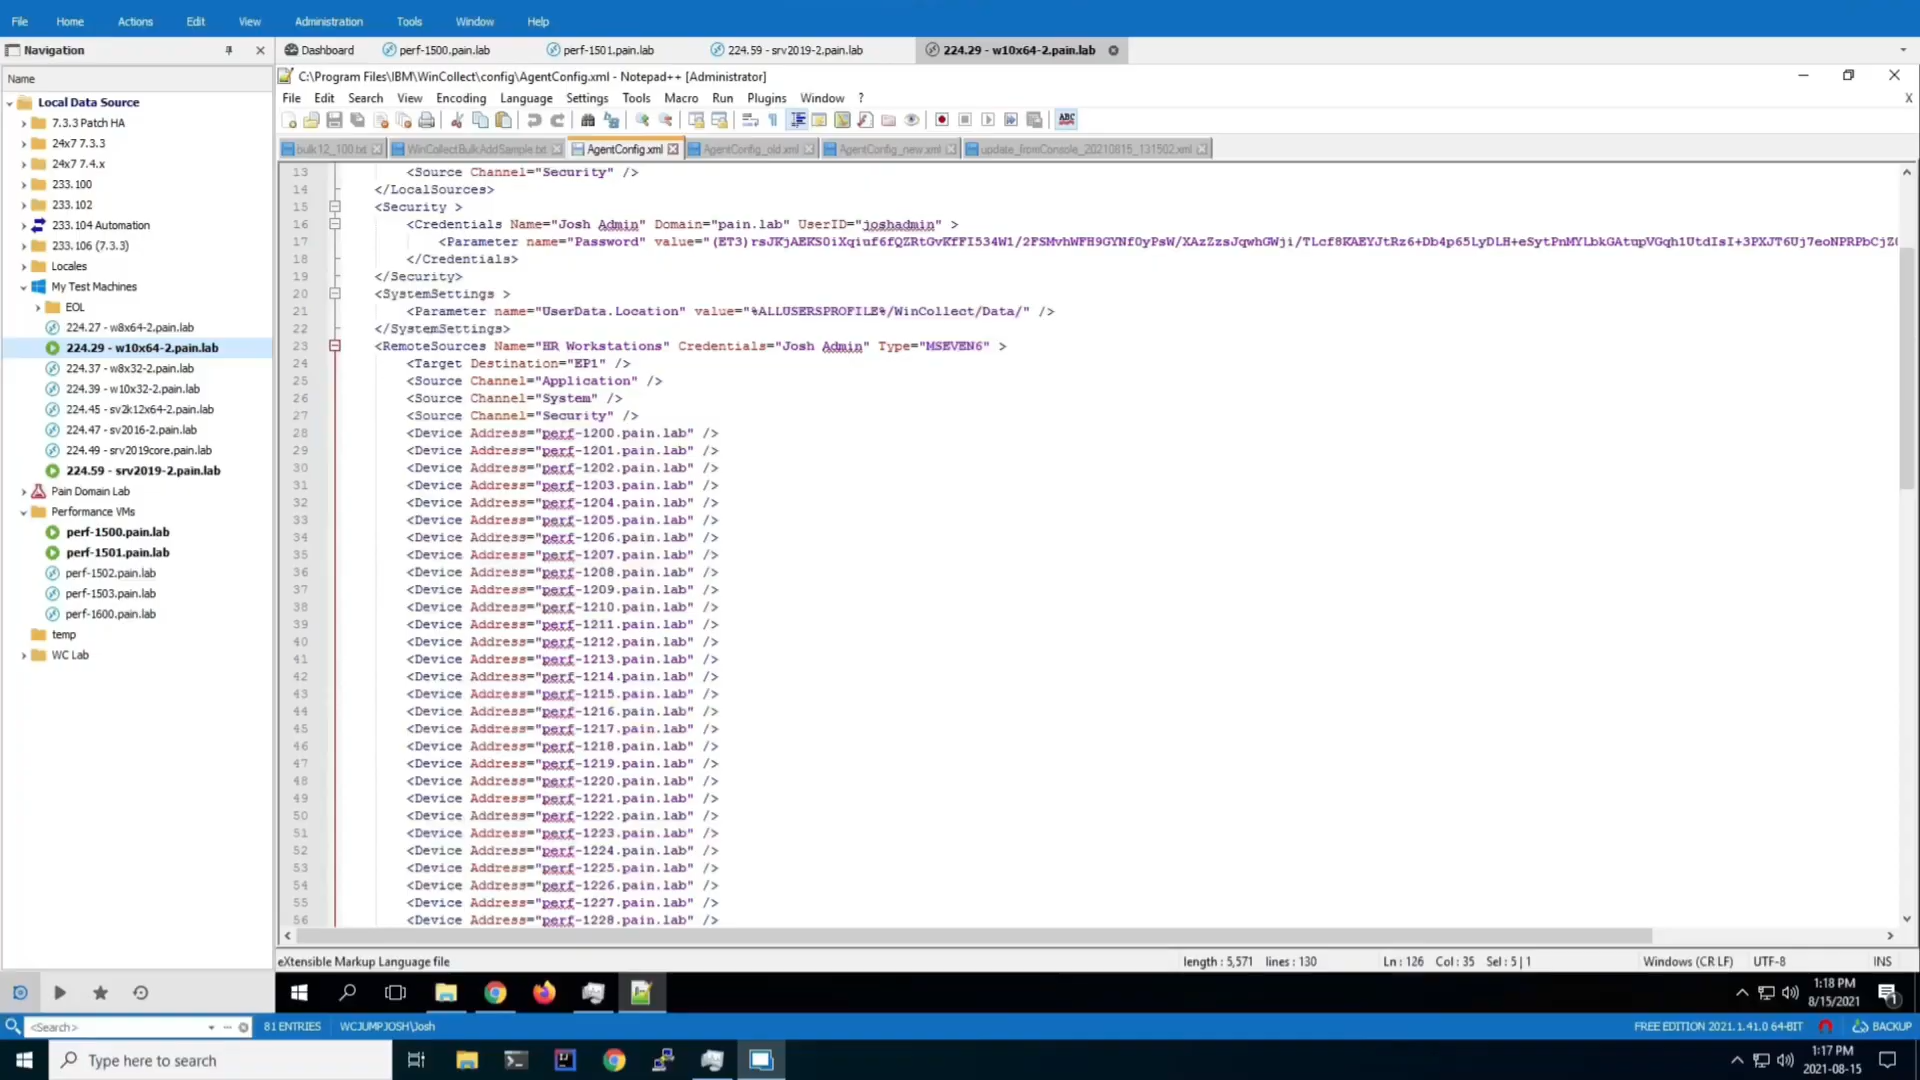 File Home Actions Edit View Administration Tools Window Help
Navigation
Dashboard perf-1500.pain.lab perf-1501.pain.lab 224.59 - srv2019-2.pain.lab 224.29 - w10x64-2.pain.lab
Name
Local Data Source
7.3.3 Patch HA
24x7 7.3.3
24x7 7.4.x
233.100
233.102
233.104 Automation
233.106 (7.3.3)
Locales
My Test Machines
EOL
224.27 - w8x64-2.pain.lab
224.29 - w10x64-2.pain.lab
224.37 - w8x32-2.pain.lab
224.39 - w10x32-2.pain.lab
224.45 - sv2k12x64-2.pain.lab
224.47 - sv2016-2.pain.lab
224.49 - srv2019core.pain.lab
224.59 - srv2019-2.pain.lab
Pain Domain Lab
Performance VMs
perf-1500.pain.lab
perf-1501.pain.lab
perf-1502.pain.lab
perf-1503.pain.lab
perf-1600.pain.lab
temp
WC Lab
C:\Program Files\IBM\WinCollect\config\AgentConfig.xml - Notepad++ [Administrator]
File Edit Search View Encoding Language Settings Tools Macro Run Plugins Window ? X
ABC
bulk12_100.txt WinCollectBulkAddSample.txt AgentConfig.xml AgentConfig_old.xml AgentConfig_new.xml update_fromConsole_20210815_131502.xml
13 <Source Channel="Security" />
14 </LocalSources>
15 <Security >
16 <Credentials Name="Josh Admin" Domain="pain.lab" UserID="joshadmin" >
17 <Parameter name="Password" value="(ET3)
18 </Credentials>
19 </Security>
20 <SystemSettings >
21 <Parameter name="UserData.Location" value="%ALLUSERSPROFILE%/WinCollect/Data/" />
22 </SystemSettings>
23 <RemoteSources Name="HR Workstations" Credentials="Josh Admin" Type="MSEVEN6" >
24 <Target Destination="EP1" />
25 <Source Channel="Application" />
26 <Source Channel="System" />
27 <Source Channel="Security" />
28 <Device Address="perf-1200.pain.lab" />
29 <Device Address="perf-1201.pain.lab" />
30 <Device Address="perf-1202.pain.lab" />
31 <Device Address="perf-1203.pain.lab" />
32 <Device Address="perf-1204.pain.lab" />
33 <Device Address="perf-1205.pain.lab" />
34 <Device Address="perf-1206.pain.lab" />
35 <Device Address="perf-1207.pain.lab" />
36 <Device Address="perf-1208.pain.lab" />
37 <Device Address="perf-1209.pain.lab" />
38 <Device Address="perf-1210.pain.lab" />
39 <Device Address="perf-1211.pain.lab" />
40 <Device Address="perf-1212.pain.lab" />
41 <Device Address="perf-1213.pain.lab" />
42 <Device Address="perf-1214.pain.lab" />
43 <Device Address="perf-1215.pain.lab" />
44 <Device Address="perf-1216.pain.lab" />
45 <Device Address="perf-1217.pain.lab" />
46 <Device Address="perf-1218.pain.lab" />
47 <Device Address="perf-1219.pain.lab" />
48 <Device Address="perf-1220.pain.lab" />
49 <Device Address="perf-1221.pain.lab" />
50 <Device Address="perf-1222.pain.lab" />
51 <Device Address="perf-1223.pain.lab" />
52 <Device Address="perf-1224.pain.lab" />
53 <Device Address="perf-1225.pain.lab" />
54 <Device Address="perf-1226.pain.lab" />
55 <Device Address="perf-1227.pain.lab" />
56 <Device Address="perf-1228.pain.lab" />
eXtensible Markup Language file length : 5,571 lines : 130 Ln : 126 Col : 35 Sel : 5 | 1 Windows (CR LF) UTF-8 INS
1:18 PM
8/15/2021
1
<Search> 81 ENTRIES WCJUMPJOSH\Josh FREE EDITION 2021.1.41.0 64-BIT BACKUP
Type here to search
1:17 PM
2021-08-15